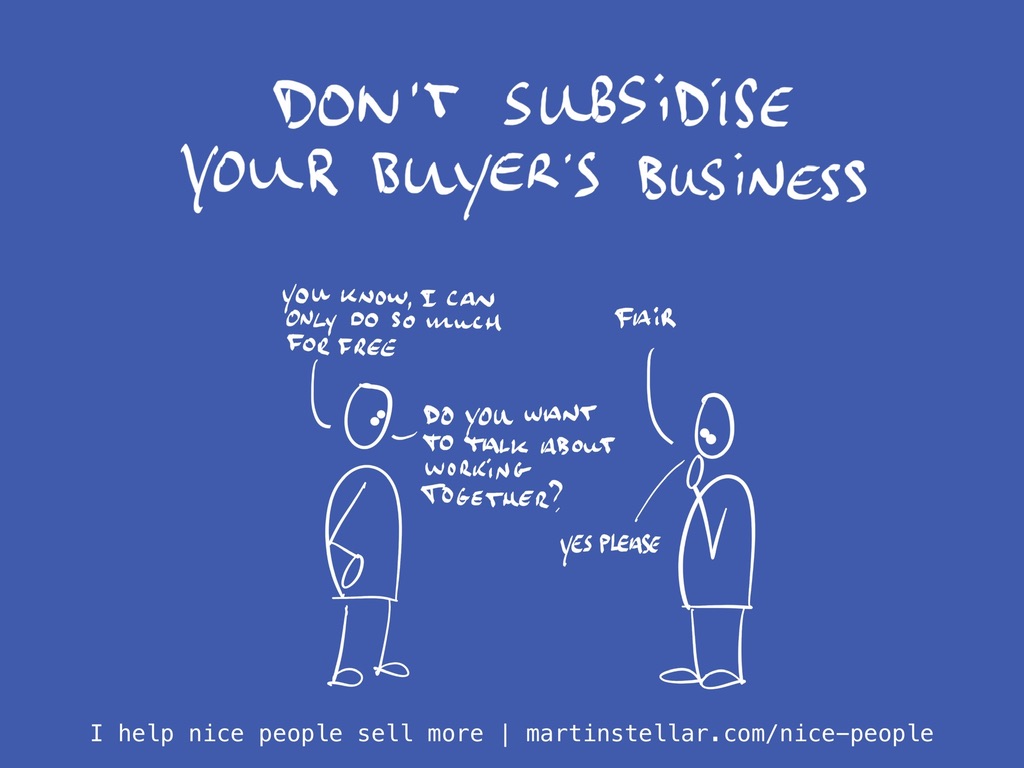 DON'T SUBSIDISE
YOUR BUYER'S BUSINESS
YOU KNOW, I CAN
ONLY DO SO MUCH
FOR FREE
FAIR
DO YOU WANT
TO TALK ABOUT
WORKING
TOGETHER?
YES PLEASE
I help nice people sell more | martinstellar.com/nice-people